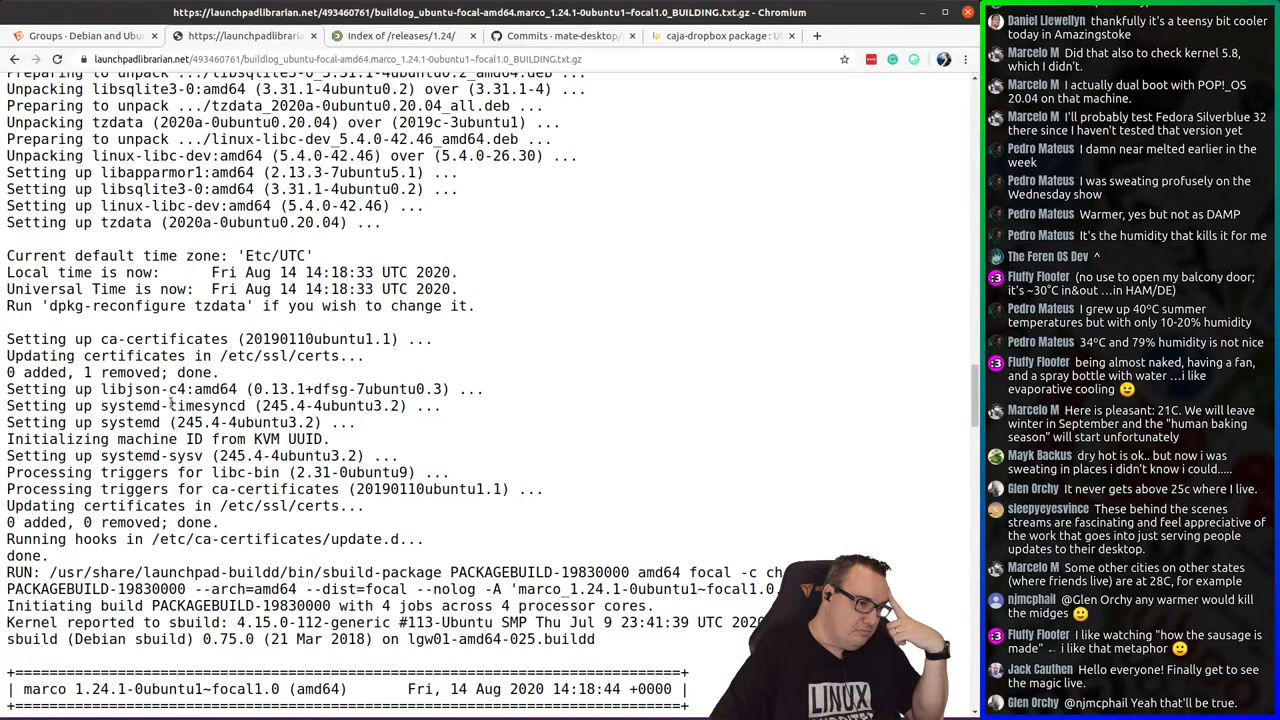 https://launchpadlibrarian.net/493460761/buildlog_ubuntu-focal-amd64.marco_1.24.1-0ubuntu1~focal1.0_BUILDING.txt.gz - Chromium
Groups - Debian and Ubu
https://launchpadlibraria
Index of /releases/1.24/
Commits · mate-desktop/
caja-dropbox package : U
launchpadlibrarian.net/493460761/buildlog_ubuntu-focal-amd64.marco_1.24.1-0ubuntu1~focal1.0_BUILDING.txt.gz
Preparing to unpack .../libsqlite3-0_3.31.1-4ubuntu0.2_amd64.deb ...
Unpacking libsqlite3-0:amd64 (3.31.1-4ubuntu0.2) over (3.31.1-4) ...
Preparing to unpack .../tzdata_2020a-0ubuntu0.20.04_all.deb ...
Unpacking tzdata (2020a-0ubuntu0.20.04) over (2019c-3ubuntu1) ...
Preparing to unpack .../linux-libc-dev_5.4.0-42.46_amd64.deb ...
Unpacking linux-libc-dev:amd64 (5.4.0-42.46) over (5.4.0-26.30) ...
Setting up libapparmor1:amd64 (2.13.3-7ubuntu5.1) ...
Setting up libsqlite3-0:amd64 (3.31.1-4ubuntu0.2) ...
Setting up linux-libc-dev:amd64 (5.4.0-42.46) ...
Setting up tzdata (2020a-0ubuntu0.20.04) ...
Current default time zone: 'Etc/UTC'
Local time is now:      Fri Aug 14 14:18:33 UTC 2020.
Universal Time is now:  Fri Aug 14 14:18:33 UTC 2020.
Run 'dpkg-reconfigure tzdata' if you wish to change it.
Setting up ca-certificates (20190110ubuntu1.1) ...
Updating certificates in /etc/ssl/certs...
0 added, 1 removed; done.
Setting up libjson-c4:amd64 (0.13.1+dfsg-7ubuntu0.3) ...
Setting up systemd-timesyncd (245.4-4ubuntu3.2) ...
Setting up systemd (245.4-4ubuntu3.2) ...
Initializing machine ID from KVM UUID.
Setting up systemd-sysv (245.4-4ubuntu3.2) ...
Processing triggers for libc-bin (2.31-0ubuntu9) ...
Processing triggers for ca-certificates (20190110ubuntu1.1) ...
Updating certificates in /etc/ssl/certs...
0 added, 0 removed; done.
Running hooks in /etc/ca-certificates/update.d...
done.
RUN: /usr/share/launchpad-buildd/bin/sbuild-package PACKAGEBUILD-19830000 amd64 focal -c ch
PACKAGEBUILD-19830000 --arch=amd64 --dist=focal --nolog -A 'marco_1.24.1-0ubuntu1~focal1.0.
Initiating build PACKAGEBUILD-19830000 with 4 jobs across 4 processor cores.
Kernel reported to sbuild: 4.15.0-112-generic #113-Ubuntu SMP Thu Jul 9 23:41:39 UTC 2020
sbuild (Debian sbuild) 0.75.0 (21 Mar 2018) on lgw01-amd64-025.buildd
+==============================================================================+
| marco 1.24.1-0ubuntu1~focal1.0 (amd64)       Fri, 14 Aug 2020 14:18:44 +0000 |
+==============================================================================+
LINUX
Daniel Llewellyn thankfully it's a teensy bit cooler
today in Amazingstoke
Marcelo M Did that also to check kernel 5.8,
which I didn't.
Marcelo M I actually dual boot with POP!_OS
20.04 on that machine.
Marcelo M I'll probably test Fedora Silverblue 32
there since I haven't tested that version yet
Pedro Mateus I damn near melted earlier in the
week
Pedro Mateus I was sweating profusely on the
Wednesday show
Pedro Mateus Warmer, yes but not as DAMP
Pedro Mateus It's the humidity that kills it for me
The Feren OS Dev ^
Fluffy Floofer (no use to open my balcony door;
it's ~30°C in&out …in HAM/DE)
Pedro Mateus I grew up 40ºC summer
temperatures but with only 10-20% humidity
Pedro Mateus 34ºC and 79% humidity is not nice
Fluffy Floofer being almost naked, having a fan,
and a spray bottle with water …i like
evaporative cooling 😉
Marcelo M Here is pleasant: 21C. We will leave
winter in September and the "human baking
season" will start unfortunately
Mayk Backus dry hot is ok.. but now i was
sweating in places i didn't know i could.....
Glen Orchy It never gets above 25c where I live.
sleepyeyesvince These behind the scenes
streams are fascinating and feel appreciative of
the work that goes into just serving people
updates to their desktop.
Marcelo M Some other cities on other states
(where friends live) are at 28C, for example
njmcphail @Glen Orchy any warmer would kill
the midges 🙂
Fluffy Floofer I like watching "how the sausage is
made" ← i like that metaphor 🙂
Jack Cauthen Hello everyone! Finally get to see
the magic live.
Glen Orchy @njmcphail Yeah that'll be true.